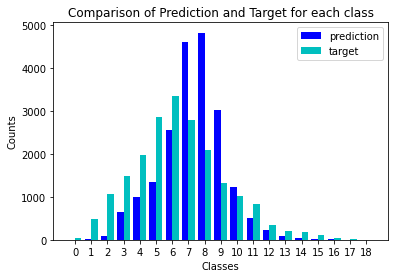 Comparison of Prediction and Target for each class
prediction
target
5000
4000
3000
2000
1000
0
Counts
0 1 2 3 4 5 6 7 8 9 10 11 12 13 14 15 16 17 18
Classes